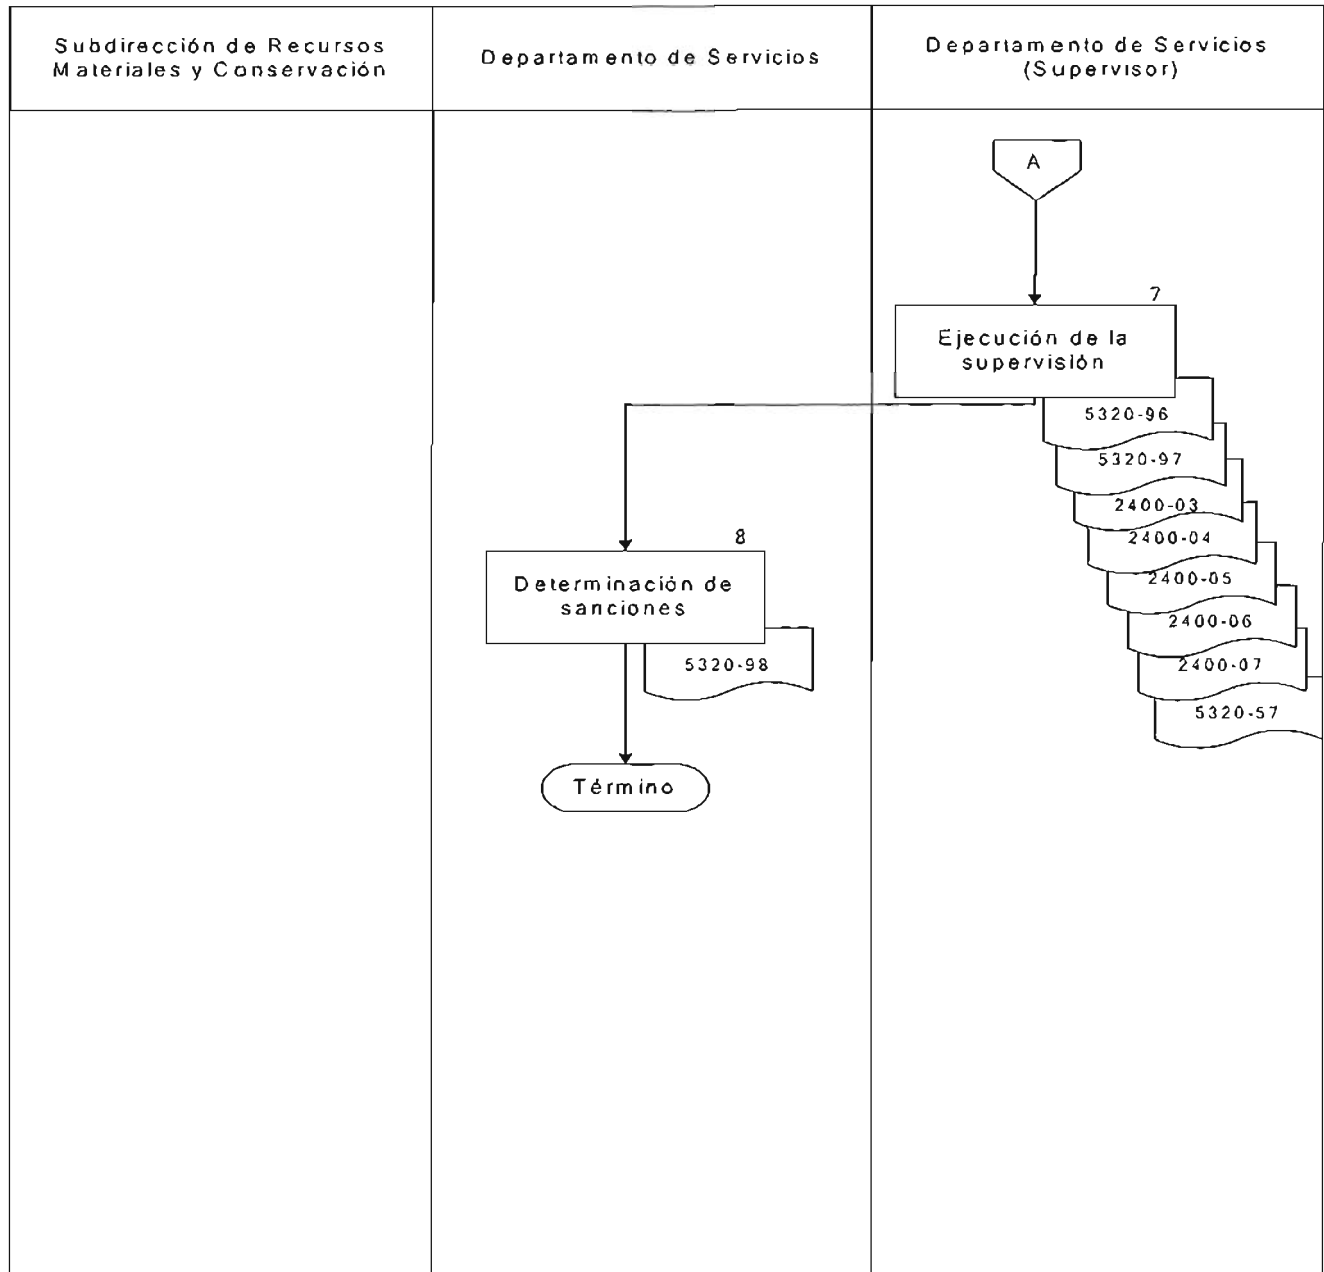 Subdirección de Recursos
Materiales y Conservación
Departamento de Servicios
Departamento de Servicios
(Supervisor)
A
7
Ejecución de la
supervisión
5320-96
5320-97
2400-03
2400-04
2400-05
2400-06
2400-07
5320-57
8
Determinación de
sanciones
5320-98
Término